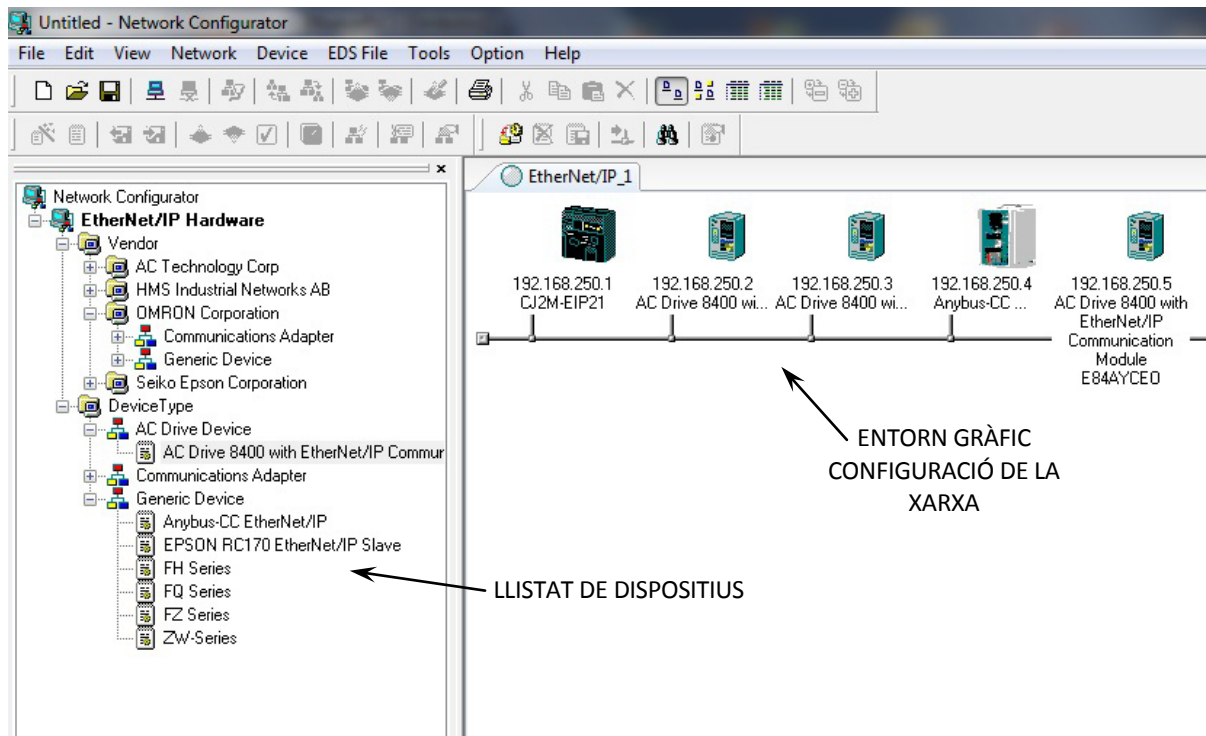 Untitled - Network Configurator
File Edit View Network Device EDS File Tools Option Help
Network Configurator
EtherNet/IP Hardware
Vendor
AC Technology Corp
HMS Industrial Networks AB
OMRON Corporation
Communications Adapter
Generic Device
Seiko Epson Corporation
DeviceType
AC Drive Device
AC Drive 8400 with EtherNet/IP Commur
Communications Adapter
Generic Device
Anybus-CC EtherNet/IP
EPSON RC170 EtherNet/IP Slave
FH Series
FQ Series
FZ Series
ZW-Series
EtherNet/IP_1
192.168.250.1
CJ2M-EIP21
192.168.250.2
AC Drive 8400 wi...
192.168.250.3
AC Drive 8400 wi...
192.168.250.4
Anybus-CC ...
192.168.250.5
AC Drive 8400 with
EtherNet/IP
Communication
Module
E84AYCEO
ENTORN GRÀFIC
CONFIGURACIÓ DE LA
XARXA
LLISTAT DE DISPOSITIUS